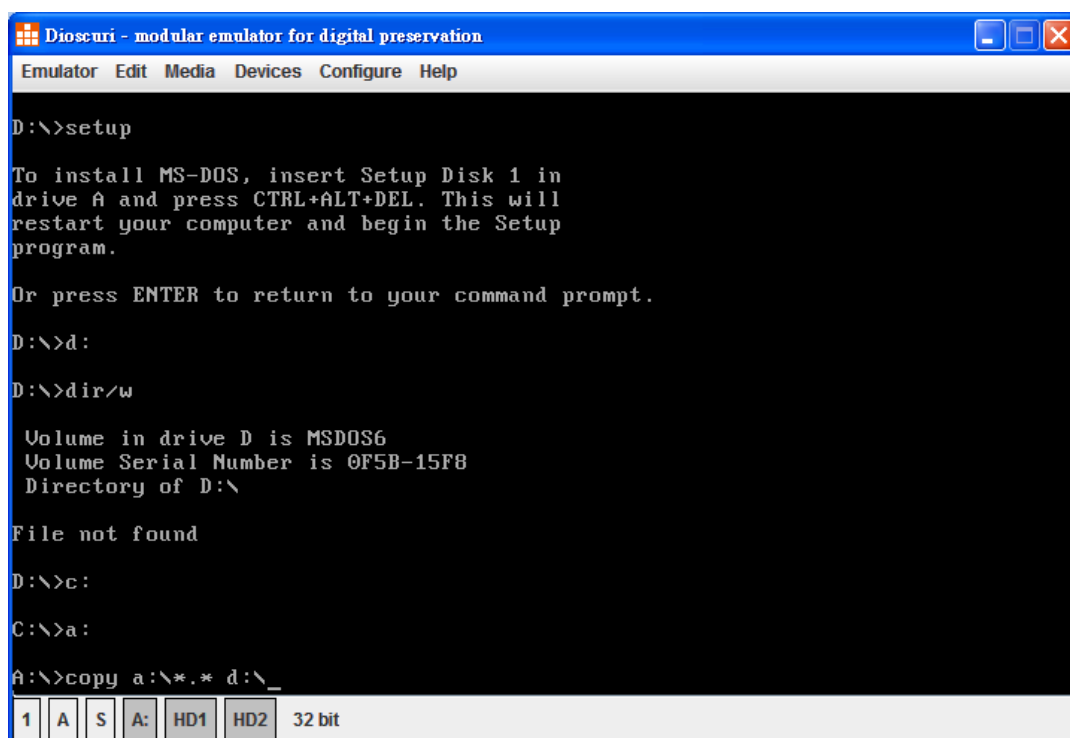 Dioscuri - modular emulator for digital preservation
Emulator Edit Media Devices Configure Help
D:\>setup
To install MS-DOS, insert Setup Disk 1 in
drive A and press CTRL+ALT+DEL. This will
restart your computer and begin the Setup
program.
Or press ENTER to return to your command prompt.
D:\>d:
D:\>dir/w
Volume in drive D is MSDOS6
Volume Serial Number is 0F5B-15F8
Directory of D:\
File not found
D:\>c:
C:\>a:
A:\>copy a:\*.* d:\_
1 A S A: HD1 HD2 32 bit